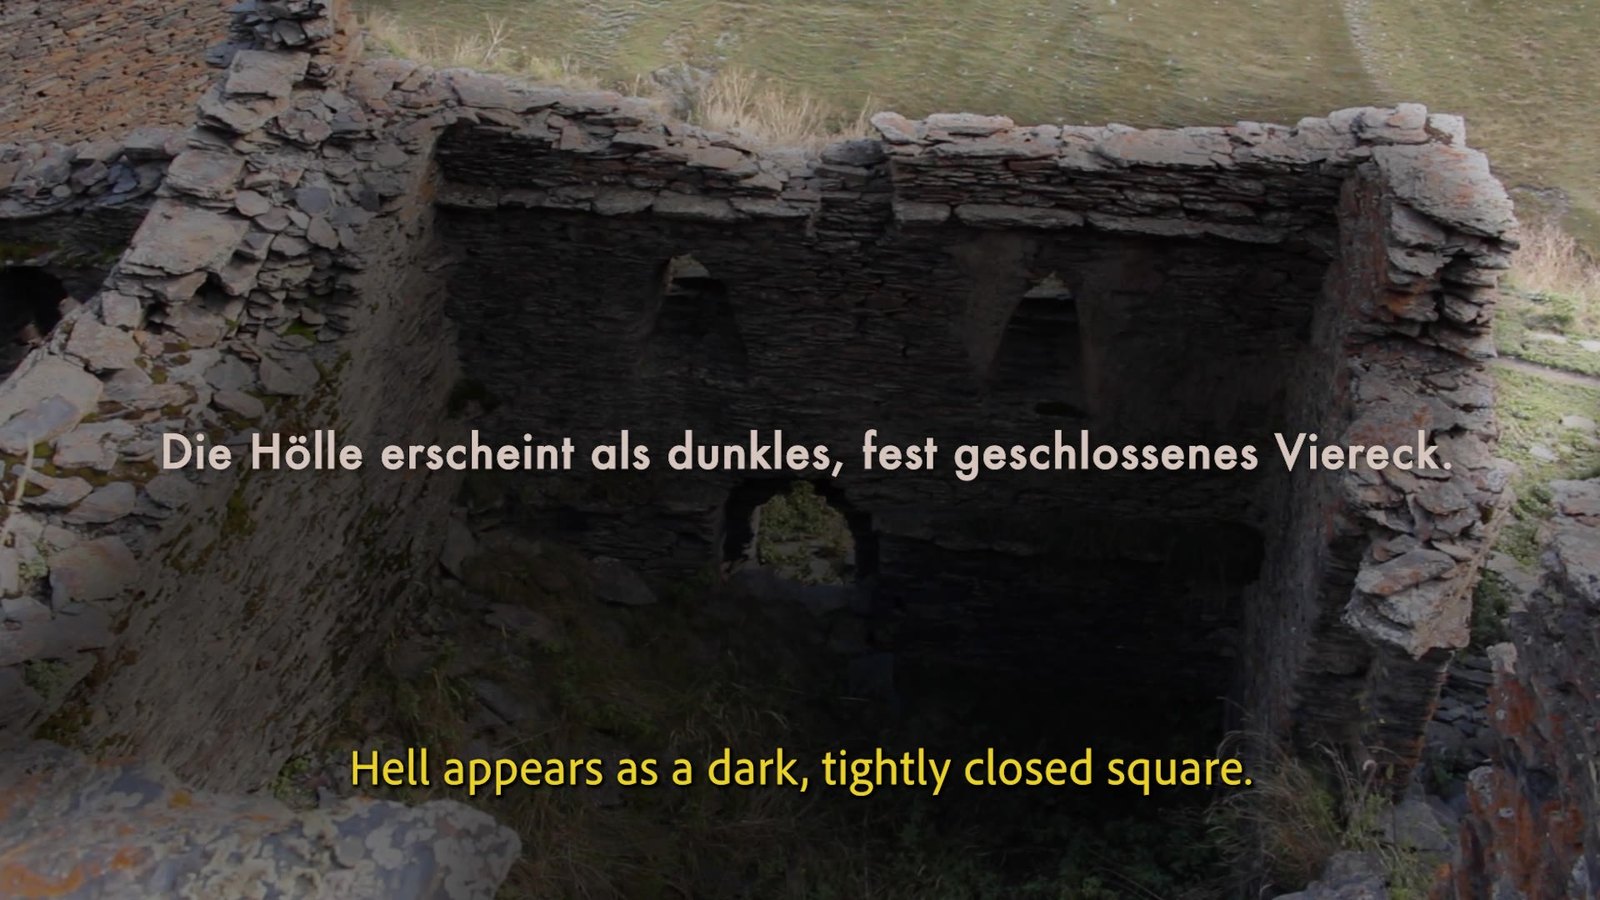 Die Hölle erscheint als dunkles, fest geschlossenes Viereck.
Hell appears as a dark, tightly closed square.